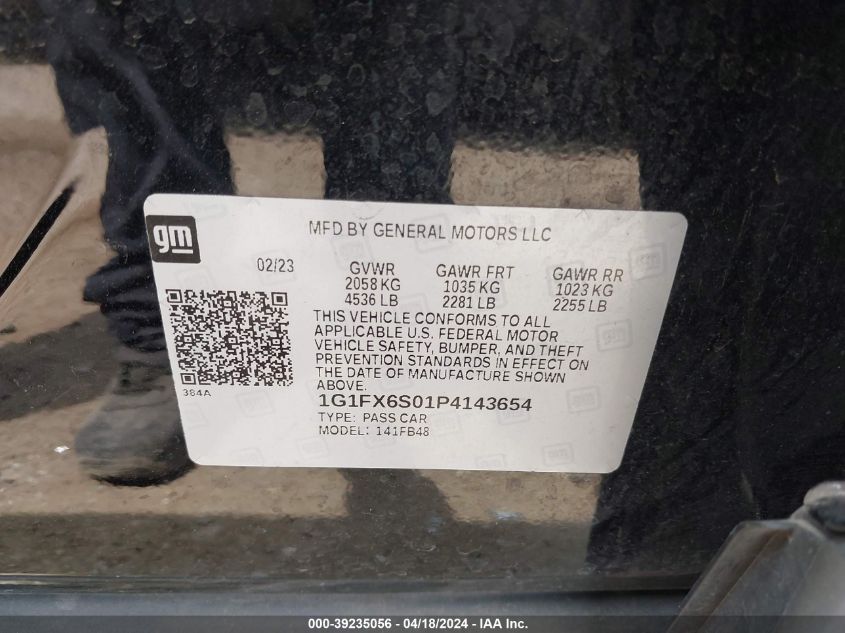 gm
MFD BY GENERAL MOTORS LLC
02/23 GVWR GAWR FRT GAWR RR
2058 KG 1035 KG 1023 KG
4536 LB 2281 LB 2255 LB
THIS VEHICLE CONFORMS TO ALL
APPLICABLE U.S. FEDERAL MOTOR
VEHICLE SAFETY, BUMPER, AND THEFT
PREVENTION STANDARDS IN EFFECT ON
THE DATE OF MANUFACTURE SHOWN
ABOVE.
384A
1G1FX6S01P4143654
TYPE: PASS CAR
MODEL: 141FB48
000-39235056 - 04/18/2024 - IAAI.COM